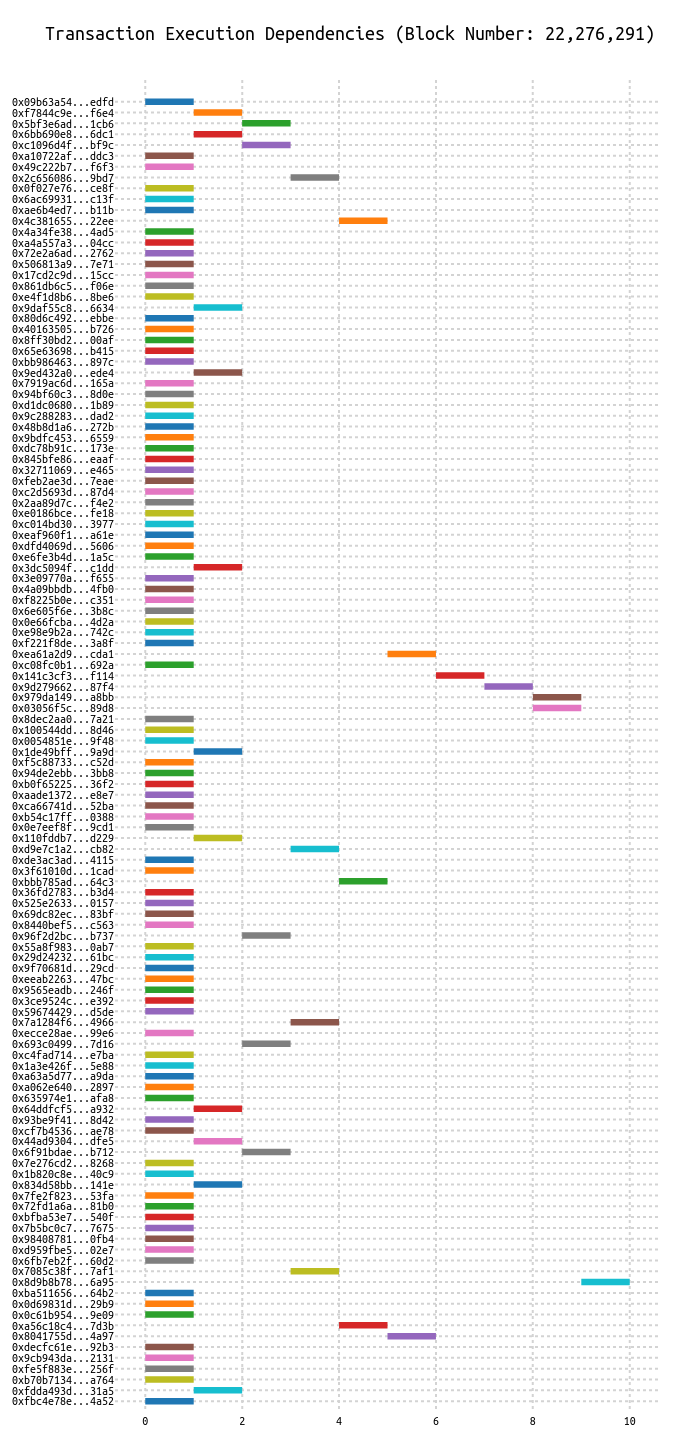 Transaction Execution Dependencies (Block Number: 22,276,291)
0x09b63a54...edfd
0xf7844c9e...f6e4
0x5bf3e6ad...1cb6
0x6bb690e8...6dc1
0xc1096d4f...bf9c
0xa10722af...ddc3
0x49c222b7...f6f3
0x2c656086...9bd7
0x0f027e76...ce8f
0x6ac69931...c13f
0xae6b4ed7...b11b
0x4c381655...22ee
0x4a34fe38...4ad5
0xa4a557a3...04cc
0x72e2a6ad...2762
0x506813a9...7e71
0x17cd2c9d...15cc
0x861db6c5...f06e
0xe4f1d8b6...8be6
0x9daf55c8...6634
0x80d6c492...ebbe
0x40163505...b726
0x8ff30bd2...00af
0x65e63698...b415
0xbb986463...897c
0x9ed432a0...ede4
0x7919ac6d...165a
0x94bf60c3...8d0e
0xd1dc0680...1b89
0x9c288283...dad2
0x48b8d1a6...272b
0x9bdfc453...6559
0xdc78b91c...173e
0x845bfe86...eaaf
0x32711069...e465
0xfeb2ae3d...7eae
0xc2d5693d...87d4
0x2aa89d7c...f4e2
0xe0186bce...fe18
0xc014bd30...3977
0xeaf960f1...a61e
0xdfd4069d...5606
0xe6fe3b4d...1a5c
0x3dc5094f...c1dd
0x3e09770a...f655
0x4a09bbdb...4fb0
0xf8225b0e...c351
0x6e605f6e...3b8c
0x0e66fcba...4d2a
0xe98e9b2a...742c
0xf221f8de...3a8f
0xea61a2d9...cda1
0xc08fc0b1...692a
0x141c3cf3...f114
0x9d279662...87f4
0x979da149...a8bb
0x03056f5c...89d8
0x8dec2aa0...7a21
0x100544dd...8d46
0x0054851e...9f48
0x1de49bff...9a9d
0xf5c88733...c52d
0x94de2ebb...3bb8
0xb0f65225...36f2
0xaade1372...e8e7
0xca66741d...52ba
0xb54c17ff...0388
0x0e7eef8f...9cd1
0x110fddb7...d229
0xd9e7c1a2...cb82
0xde3ac3ad...4115
0x3f61010d...1cad
0xbbb785ad...64c3
0x36fd2783...b3d4
0x525e2633...0157
0x69dc82ec...83bf
0x8440bef5...c563
0x96f2d2bc...b737
0x55a8f983...0ab7
0x29d24232...61bc
0x9f70681d...29cd
0xeeab2263...47bc
0x9565eadb...246f
0x3ce9524c...e392
0x59674429...d5de
0x7a1284f6...4966
0xecce28ae...99e6
0x693c0499...7d16
0xc4fad714...e7ba
0x1a3e426f...5e88
0xa63a5d77...a9da
0xa062e640...2897
0x635974e1...afa8
0x64ddfcf5...a932
0x93be9f41...8d42
0xcf7b4536...ae78
0x44ad9304...dfe5
0x6f91bdae...b712
0x7e276cd2...8268
0x1b820c8e...40c9
0x834d58bb...141e
0x7fe2f823...53fa
0x72fd1a6a...81b0
0xbfba53e7...540f
0x7b5bc0c7...7675
0x98408781...0fb4
0xd959fbe5...02e7
0x6fb7eb2f...60d2
0x7085c38f...7af1
0x8d9b8b78...6a95
0xba511656...64b2
0x0d69831d...29b9
0x0c61b954...9e09
0xa56c18c4...7d3b
0x8041755d...4a97
0xdecfc61e...92b3
0x9cb943da...2131
0xfe5f883e...256f
0xb70b7134...a764
0xfdda493d...31a5
0xfbc4e78e...4a52
0 2 4 6 8 10